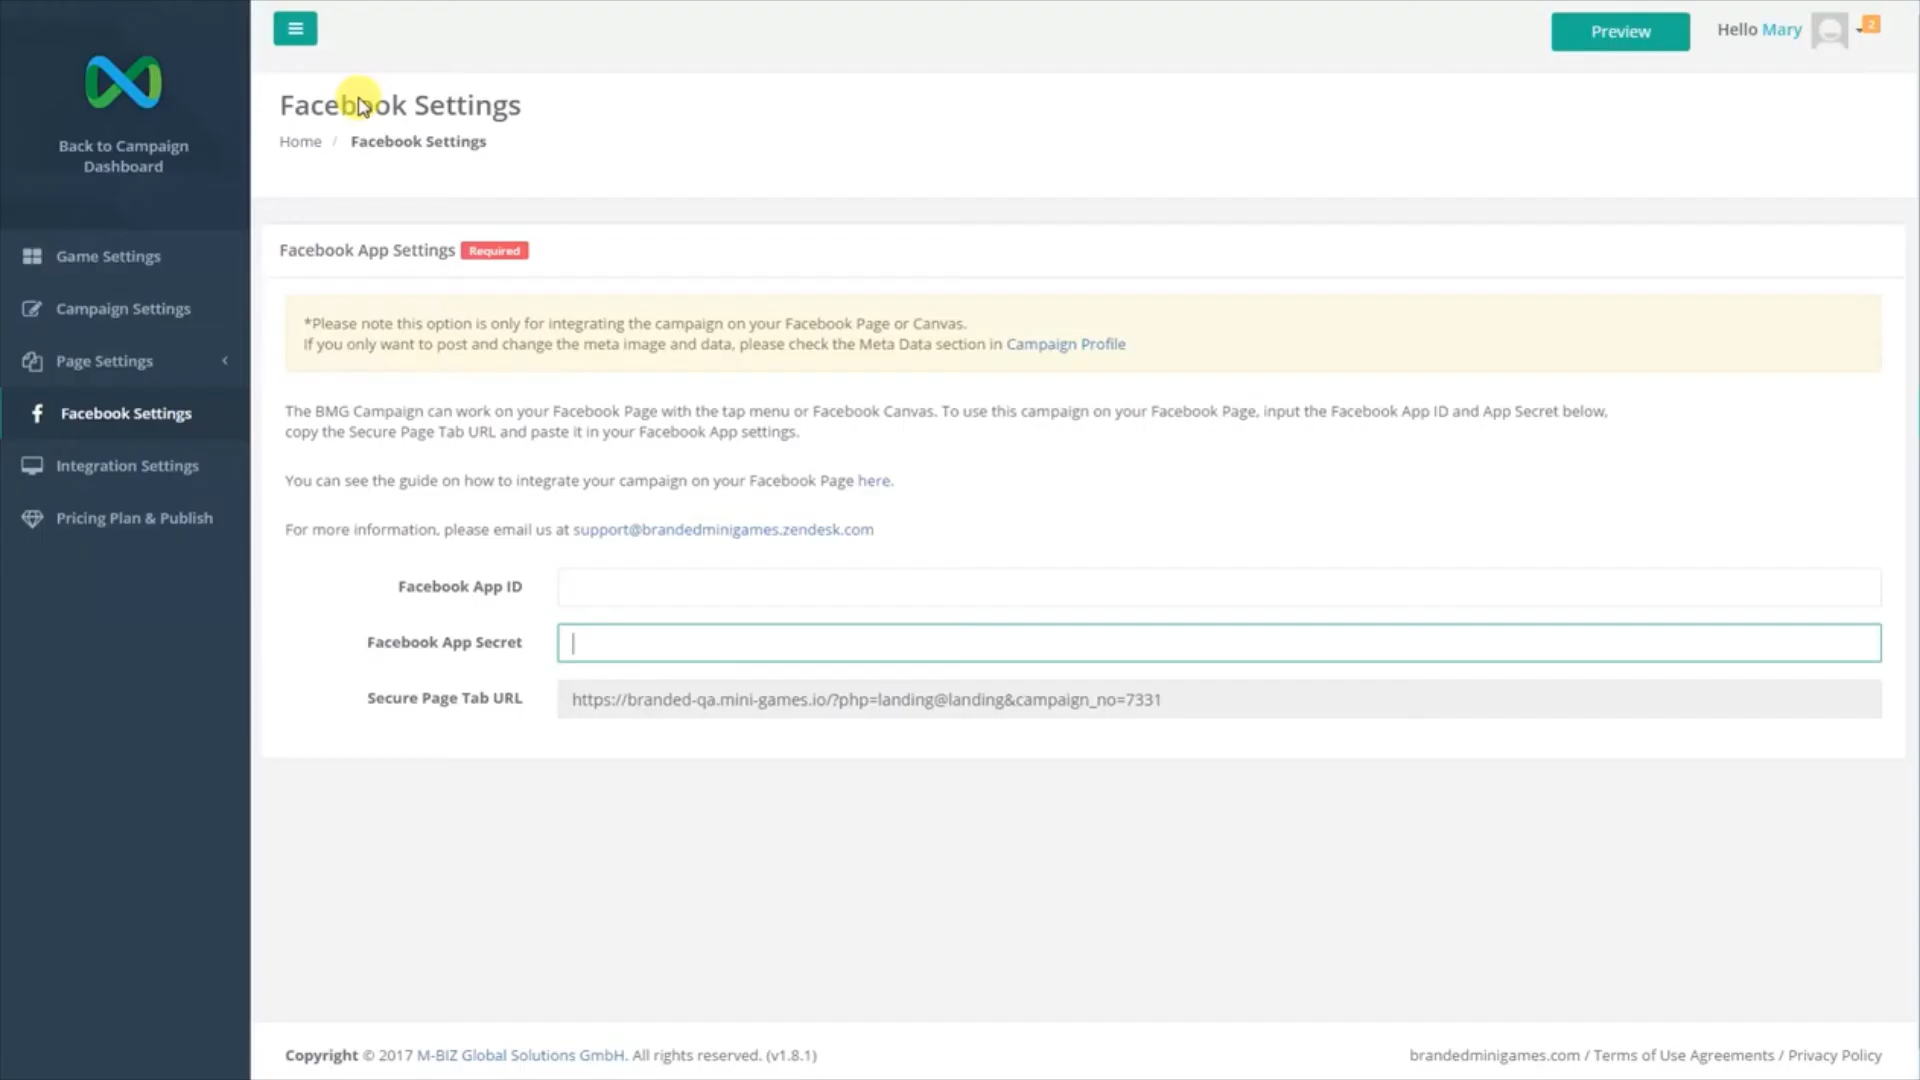 Preview
Hello Mary
2
Back to Campaign
Dashboard
Game Settings
Campaign Settings
Page Settings
Facebook Settings
Integration Settings
Pricing Plan & Publish
Facebook Settings
Home / Facebook Settings
Facebook App Settings Required
*Please note this option is only for integrating the campaign on your Facebook Page or Canvas.
If you only want to post and change the meta image and data, please check the Meta Data section in Campaign Profile
The BMG Campaign can work on your Facebook Page with the tap menu or Facebook Canvas. To use this campaign on your Facebook Page, input the Facebook App ID and App Secret below,
copy the Secure Page Tab URL and paste it in your Facebook App settings.
You can see the guide on how to integrate your campaign on your Facebook Page here.
For more information, please email us at support@brandedminigames.zendesk.com
Facebook App ID
Facebook App Secret
Secure Page Tab URL https://branded-qa.mini-games.io/?php=landing@landing&campaign_no=7331
Copyright © 2017 M-BIZ Global Solutions GmbH. All rights reserved. (v1.8.1)
brandedminigames.com / Terms of Use Agreements / Privacy Policy